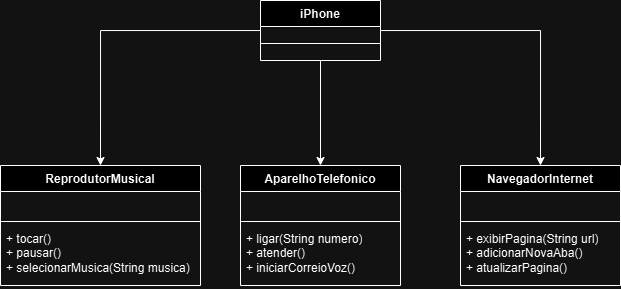 iPhone
ReprodutorMusical
+ tocar()
+ pausar()
+ selecionarMusica(String musica)
AparelhoTelefonico
+ ligar(String numero)
+ atender()
+ iniciarCorreioVoz()
NavegadorInternet
+ exibirPagina(String url)
+ adicionarNovaAba()
+ atualizarPagina()